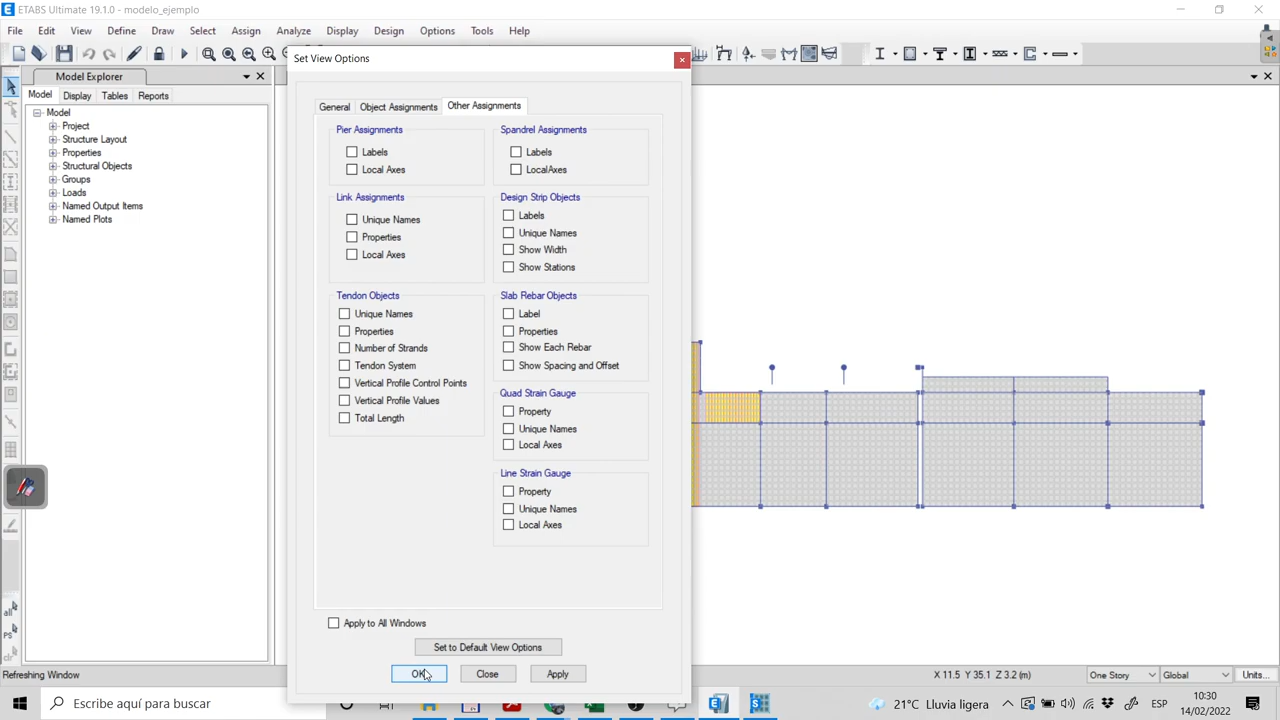 ETABS Ultimate 19.1.0 - modelo_ejemplo
File Edit View Define Draw Select Assign Analyze Display Design Options Tools Help
Set View Options
Model Explorer
Model Display Tables Reports
Model
Project
Structure Layout
Properties
Structural Objects
Groups
Loads
Named Output Items
Named Plots
General Object Assignments Other Assignments
Pier Assignments
Labels
Local Axes
Link Assignments
Unique Names
Properties
Local Axes
Tendon Objects
Unique Names
Properties
Number of Strands
Tendon System
Vertical Profile Control Points
Vertical Profile Values
Total Length
Spandrel Assignments
Labels
LocalAxes
Design Strip Objects
Labels
Unique Names
Show Width
Show Stations
Slab Rebar Objects
Label
Properties
Show Each Rebar
Show Spacing and Offset
Quad Strain Gauge
Property
Unique Names
Local Axes
Line Strain Gauge
Property
Unique Names
Local Axes
Apply to All Windows
Set to Default View Options
OK Close Apply
all
PS
clr
Refreshing Window
X 11.5 Y 35.1 Z 3.2 (m)
One Story
Global
Units...
Escribe aquí para buscar
21°C Lluvia ligera
ESP
10:30
14/02/2022